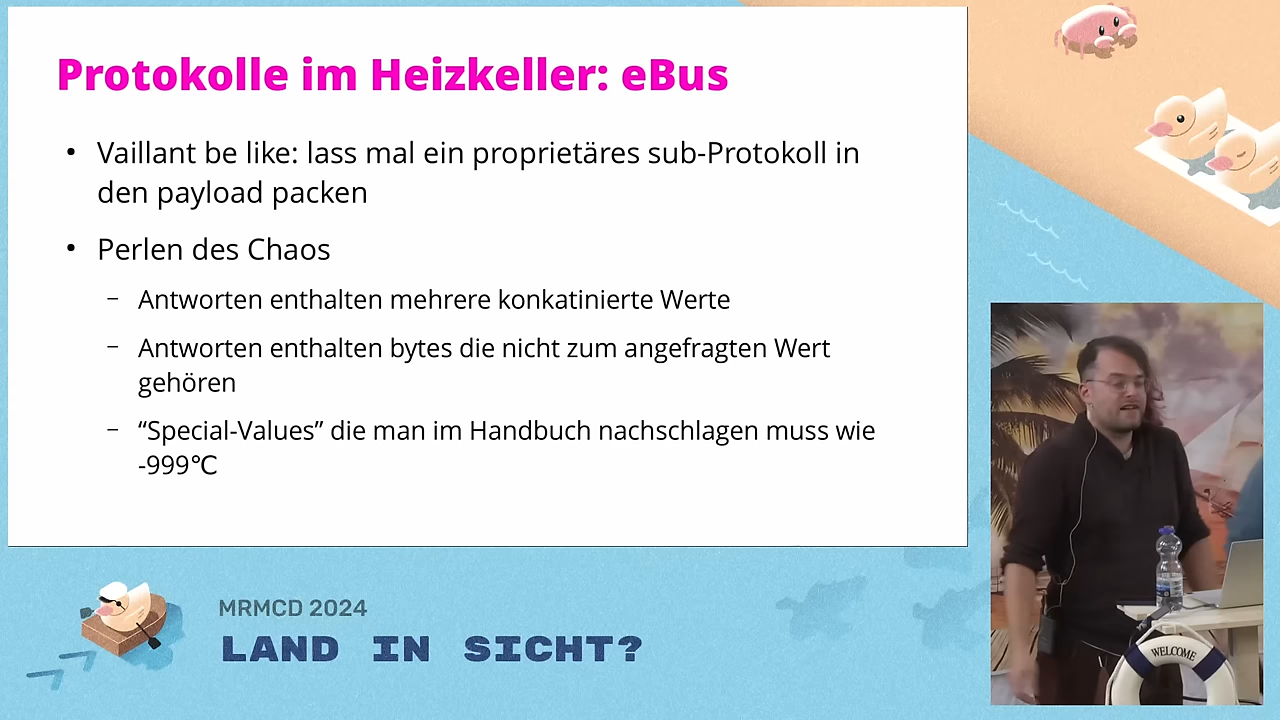 Protokolle im Heizkeller: eBus
• Vaillant be like: lass mal ein proprietäres sub-Protokoll in
den payload packen
• Perlen des Chaos
– Antworten enthalten mehrere konkatinierte Werte
– Antworten enthalten bytes die nicht zum angefragten Wert
gehören
– “Special-Values” die man im Handbuch nachschlagen muss wie
-999℃
MRMCD 2024
LAND IN SICHT?
WELCOME